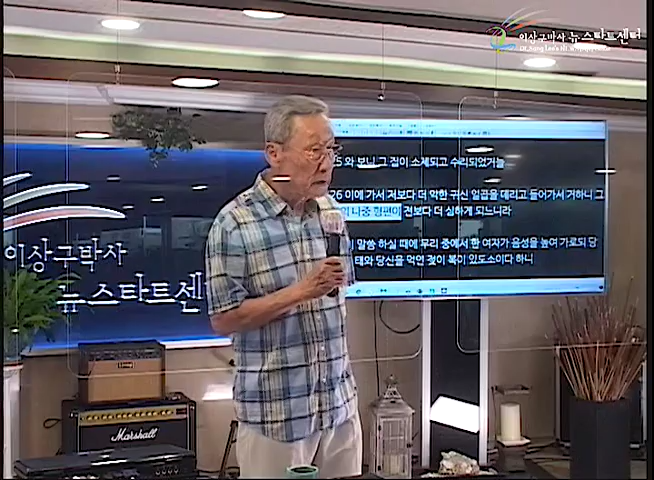 이상구박사 뉴스타트센터
5 와 보니 그 집이 소제되고 수리되었거늘
26 이에 가서 저보다 더 악한 귀신 일곱을 데리고 들어가서 거하니 그
나중 형편이 전보다 더 심하게 되느니라
말씀 하실 때에 무리 중에서 한 여자가 음성을 높여 가로되 당
태와 당신을 먹인 젖이 복이 있도소이다 하니
이상구박사
뉴스타트센
Marshall